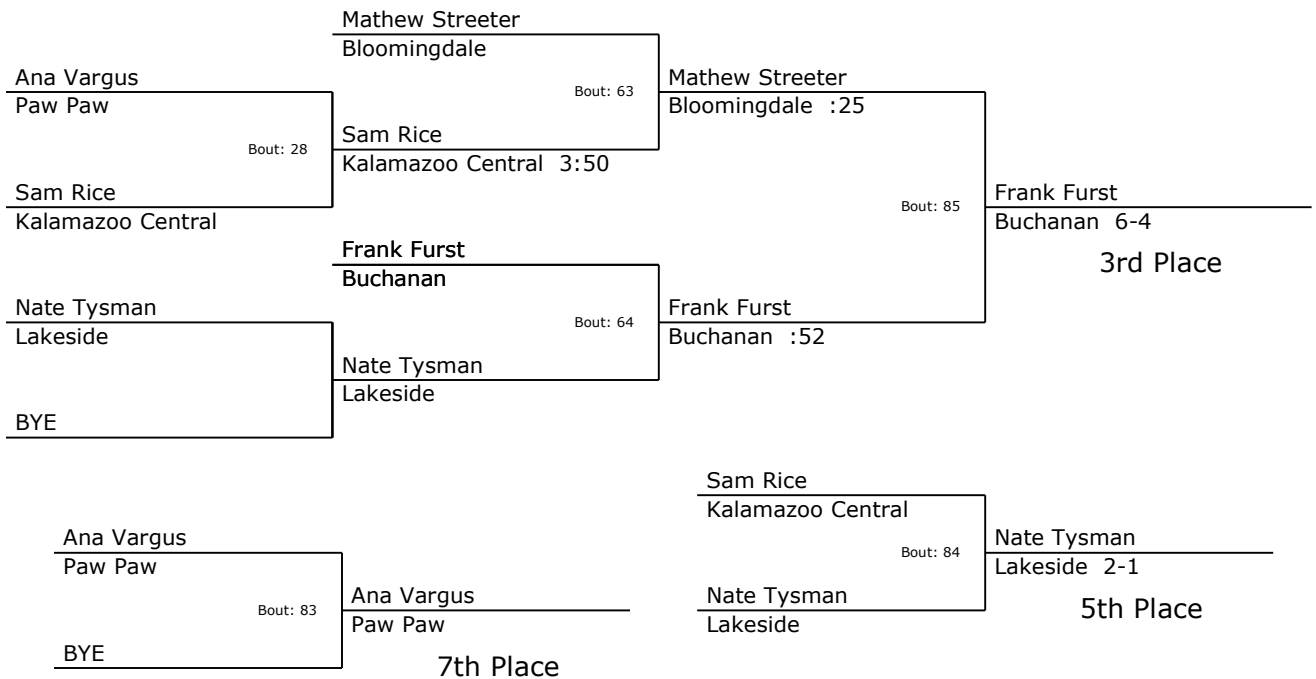 Mathew Streeter
Bloomingdale
Ana Vargus
Paw Paw
Bout: 63
Mathew Streeter
Bloomingdale :25
Bout: 28
Sam Rice
Kalamazoo Central 3:50
Sam Rice
Kalamazoo Central
Bout: 85
Frank Furst
Buchanan 6-4
3rd Place
Frank Furst
Buchanan
Nate Tysman
Lakeside
Bout: 64
Frank Furst
Buchanan :52
Nate Tysman
Lakeside
BYE
Sam Rice
Kalamazoo Central
Bout: 84
Nate Tysman
Lakeside 2-1
5th Place
Nate Tysman
Lakeside
Ana Vargus
Paw Paw
Bout: 83
Ana Vargus
Paw Paw
7th Place
BYE